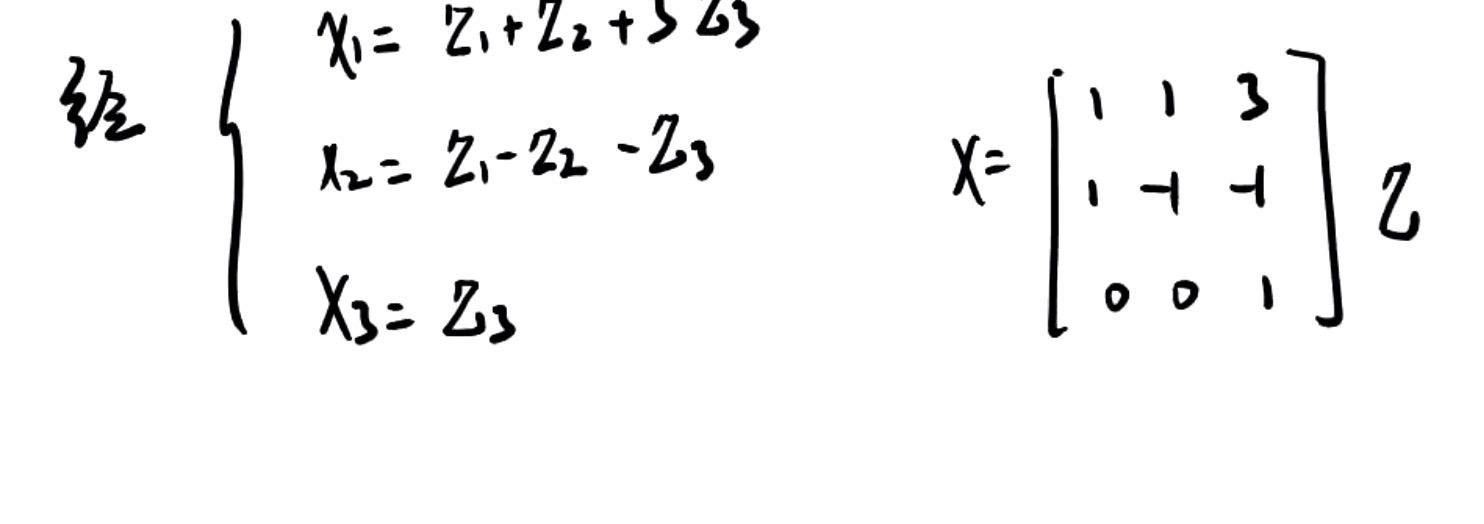 经 { x₁ = z₁ + z₂ + 3z₃
x₂ = z₁ - z₂ - z₃
x₃ = z₃
x = [ 1 1 3
1 -1 -1
0 0 1 ] z